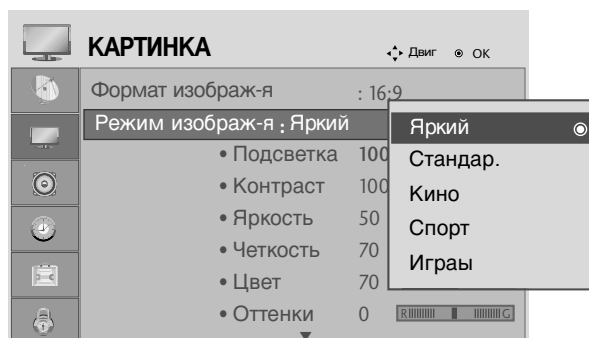 КАРТИНКА Двиг ОК
Формат изображ-я : 16:9
Режим изображ-я : Яркий
• Подсветка 100
• Контраст 100
• Яркость 50
• Четкость 70
• Цвет 70
• Оттенки 0 R G
Яркий
Стандар.
Кино
Спорт
Играы